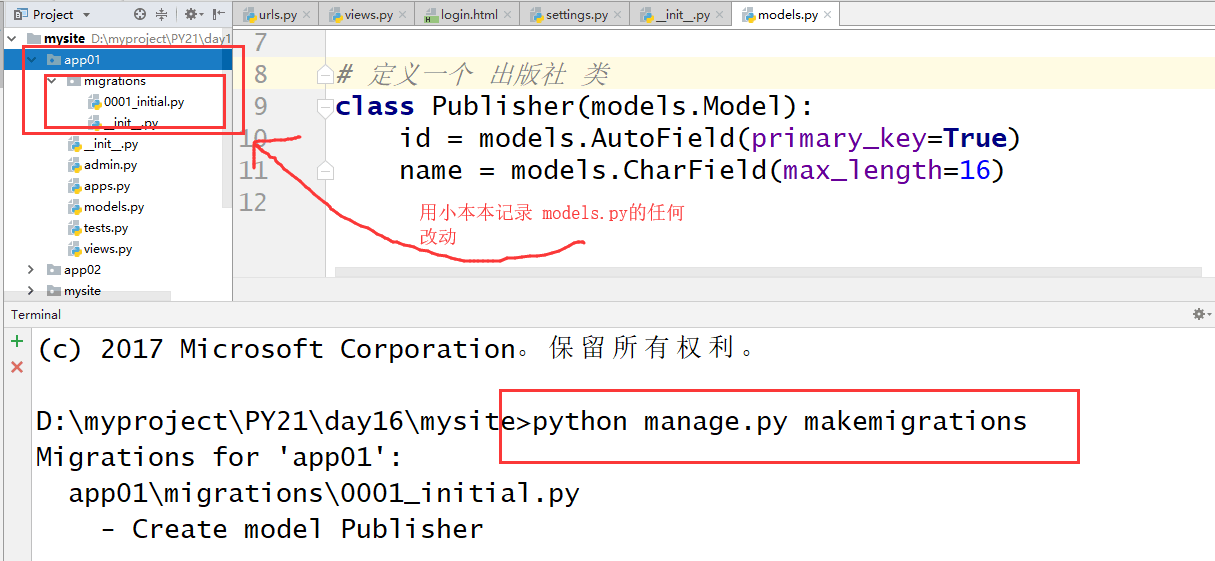 Project
urls.py
views.py
login.html
settings.py
__init__.py
models.py
mysite D:\myproject\PY21\day1
app01
migrations
0001_initial.py
__init__.py
__init__.py
admin.py
apps.py
models.py
tests.py
views.py
app02
mysite
7
8 # 定义一个 出版社 类
9 class Publisher(models.Model):
10 id = models.AutoField(primary_key=True)
11 name = models.CharField(max_length=16)
12
用小本本记录 models.py的任何
改动
Terminal
(c) 2017 Microsoft Corporation。保留所有权利。
D:\myproject\PY21\day16\mysite>python manage.py makemigrations
Migrations for 'app01':
app01\migrations\0001_initial.py
- Create model Publisher